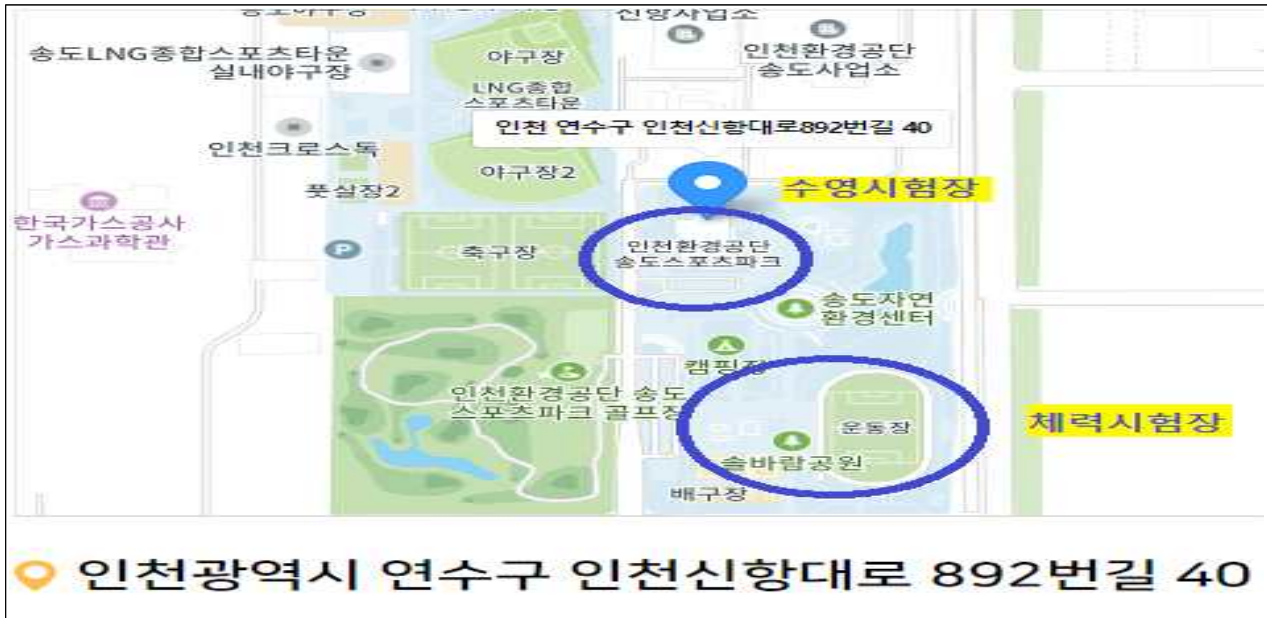 송도LNG종합스포츠타운
실내야구장
야구장
LNG종합
스포츠타운
신항사업소
인천환경공단
송도사업소
인천 연수구 인천신항대로892번길 40
인천크로스독
야구장2
풋살장2
수영시험장
한국가스공사
가스과학관
P
축구장
인천환경공단
송도스포츠파크
송도자연
환경센터
캠핑장
인천환경공단 송도
스포츠파크 골프장
운동장
체력시험장
솔바람공원
배구장
인천광역시 연수구 인천신항대로 892번길 40